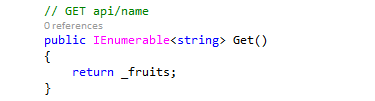 // GET api/name
0 references
public IEnumerable<string> Get()
{
return _fruits;
}